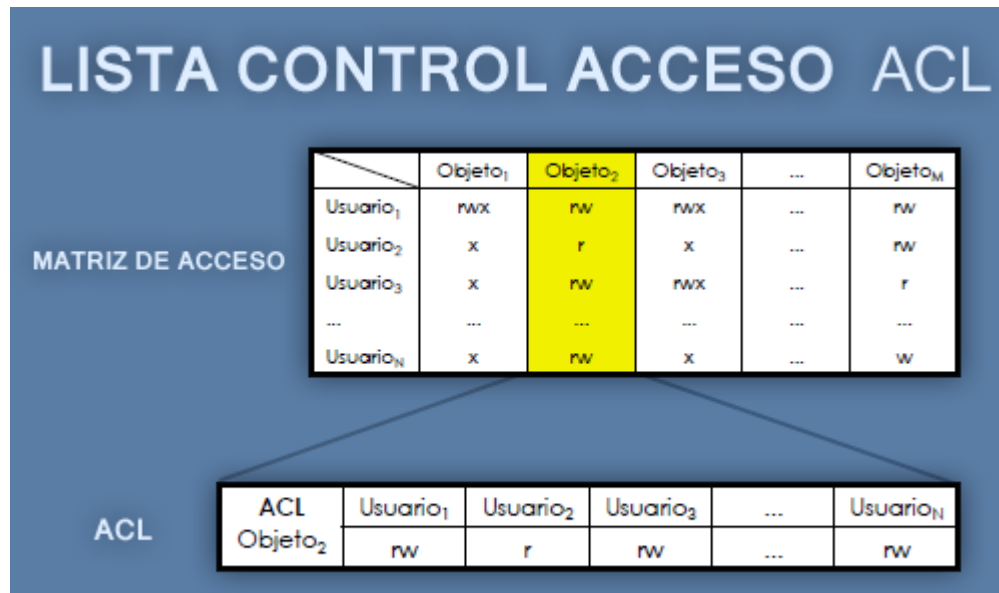 LISTA CONTROL ACCESO ACL
Objeto₁ Objeto₂ Objeto₃ ... Objetoₘ
Usuario₁ rwx rw rwx ... rw
MATRIZ DE ACCESO
Usuario₂ x r x ... rw
Usuario₃ x rw rwx ... r
... ... ... ... ... ...
Usuarioₙ x rw x ... w
ACL
ACL Usuario₁ Usuario₂ Usuario₃ ... Usuarioₙ
Objeto₂ rw r rw ... rw